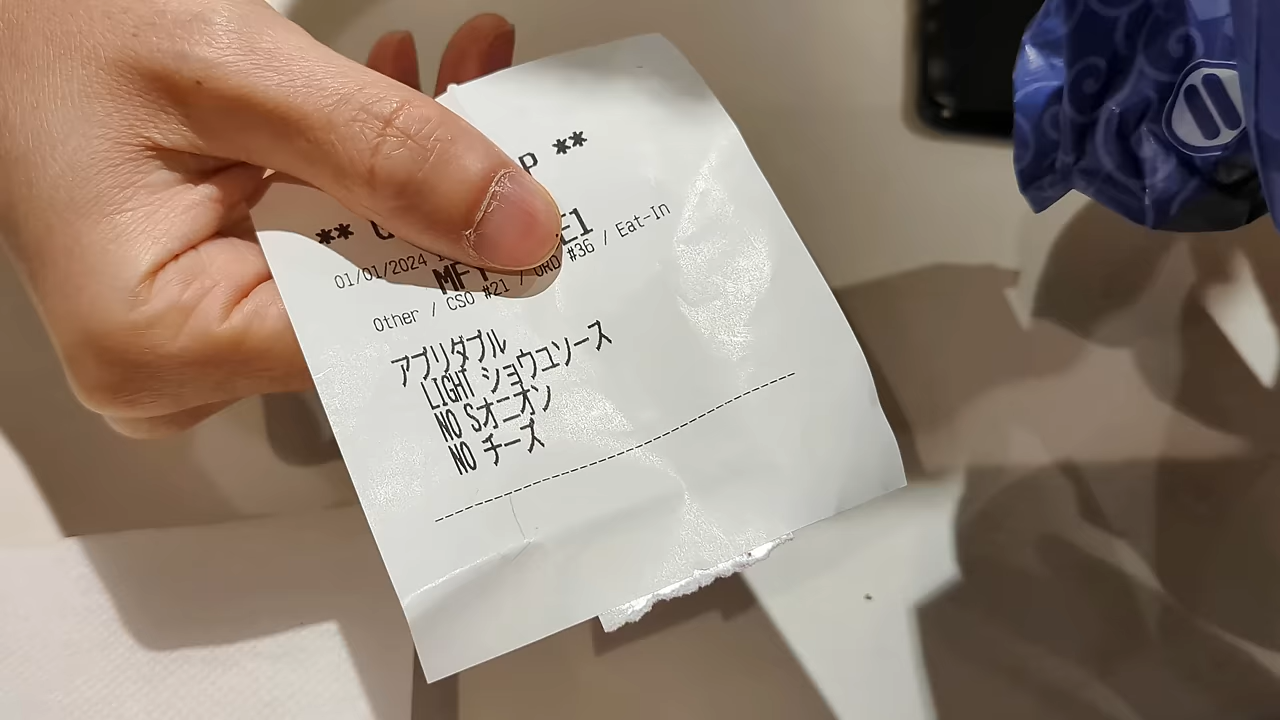 **
**
E1
01/01/2024
MFY
Other / CSO #21 / ORD #36 / Eat-In
アブリダブル
LIGHT ショウユソース
NO Sオニオン
NO チーズ